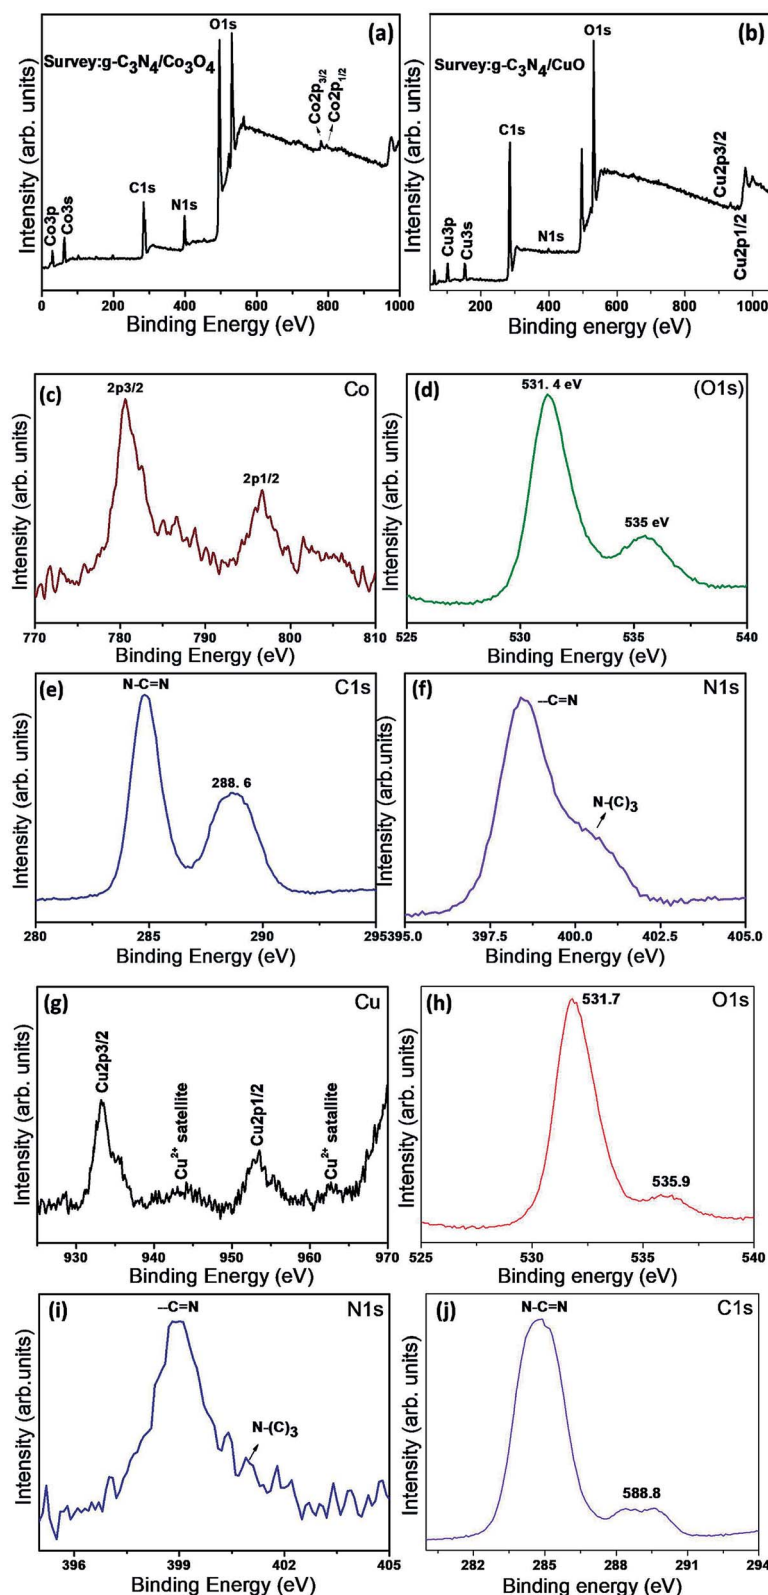 (a)
O1s
Survey:g-C₃N₄/Co₃O₄
Co2p₃/₂
Co2p₁/₂
C1s
N1s
Co3p
Co3s
Intensity (arb. units)
0 200 400 600 800 1000
Binding Energy (eV)
(b)
O1s
Survey:g-C₃N₄/CuO
C1s
Cu2p3/2
Cu3p
Cu3s
N1s
Cu2p1/2
Intensity (arb. units)
200 400 600 800 1000
Binding energy (eV)
(c)
2p3/2
Co
2p1/2
Intensity (arb. units)
770 780 790 800 810
Binding Energy (eV)
(d)
531. 4 eV
(O1s)
535 eV
Intensity (arb. units)
525 530 535 540
Binding Energy (eV)
(e)
N-C=N
C1s
288. 6
Intensity (arb. units)
280 285 290 295
Binding Energy (eV)
(f)
N1s
--C=N
N-(C)₃
Intensity (arb.units)
395.0 397.5 400.0 402.5 405.0
Binding Energy (eV)
(g)
Cu
Cu2p3/2
Cu²⁺ satellite
Cu2p1/2
Cu²⁺ satallite
Intensity (arb. units)
930 940 950 960 970
Binding Energy (eV)
(h)
531.7
O1s
535.9
Intensity (arb. units)
525 530 535 540
Binding energy (eV)
(i)
--C=N
N1s
N-(C)₃
Intensity (arb.units)
396 399 402 405
Binding Energy (eV)
(j)
N-C=N
C1s
588.8
Intensity (arb. units)
282 285 288 291 294
Binding energy (eV)